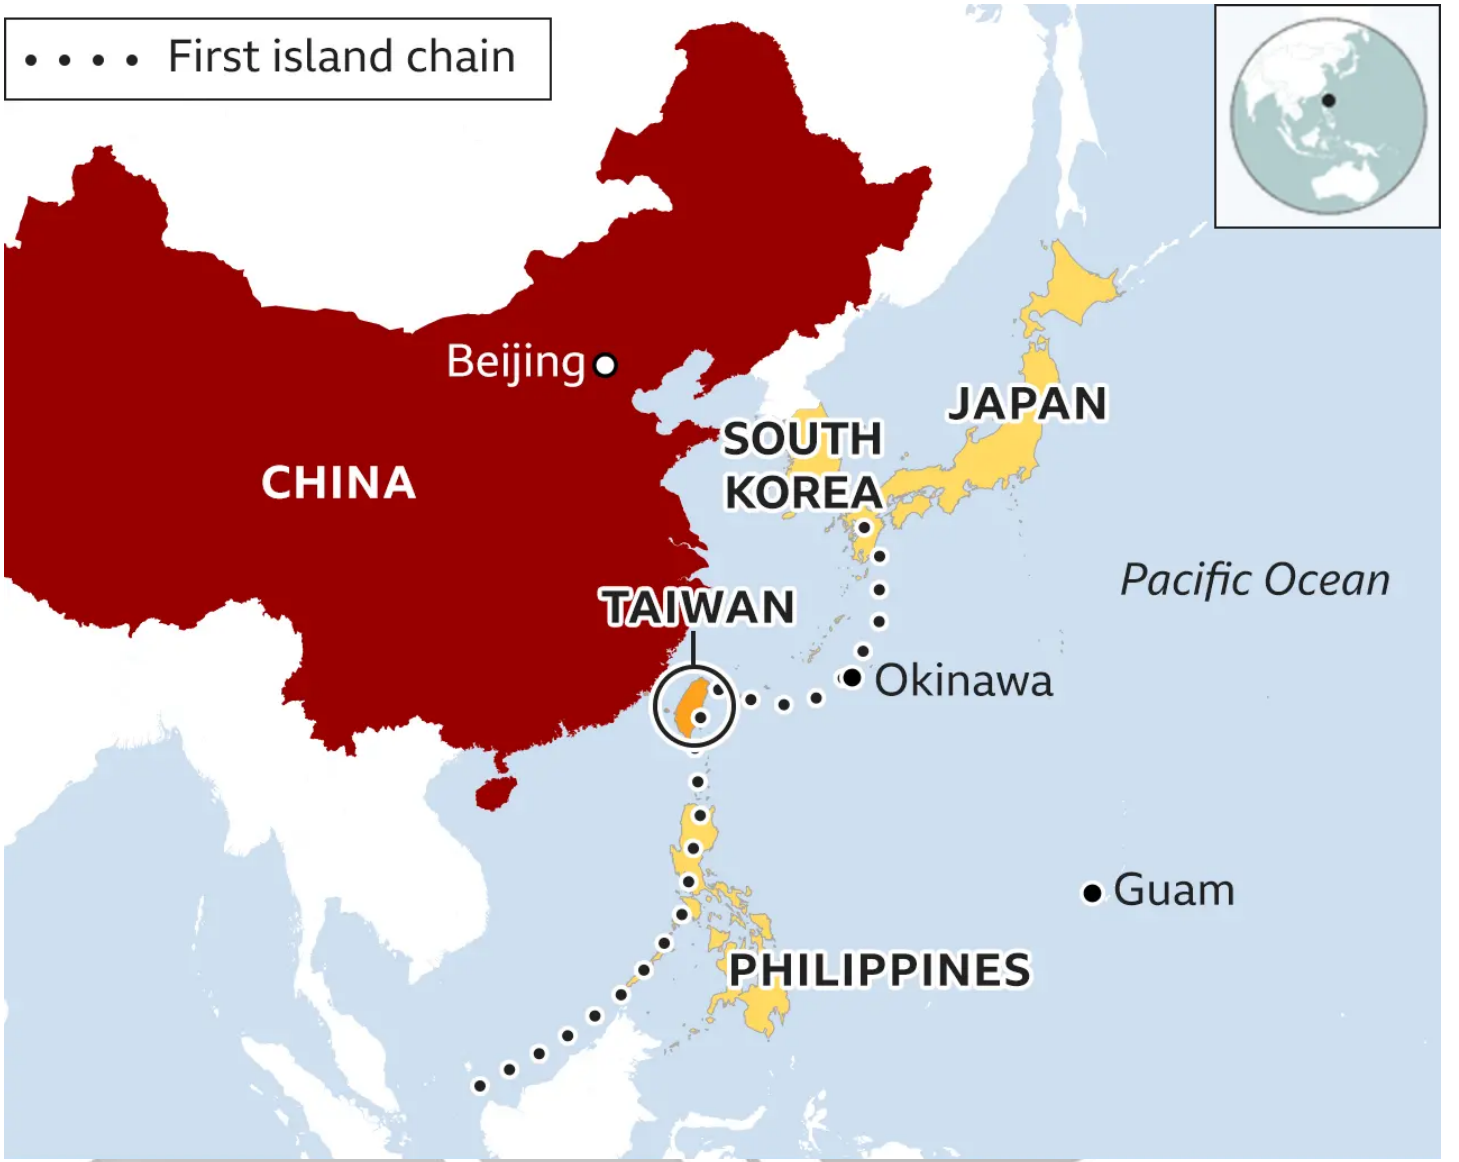 First island chain
Beijing
JAPAN
SOUTH
KOREA
CHINA
Pacific Ocean
TAIWAN
Okinawa
Guam
PHILIPPINES